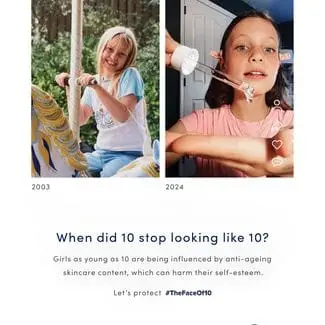 2003
2024
When did 10 stop looking like 10?
Girls as young as 10 are being influenced by anti-ageing
skincare content, which can harm their self-esteem.
Let's protect #TheFaceOf10